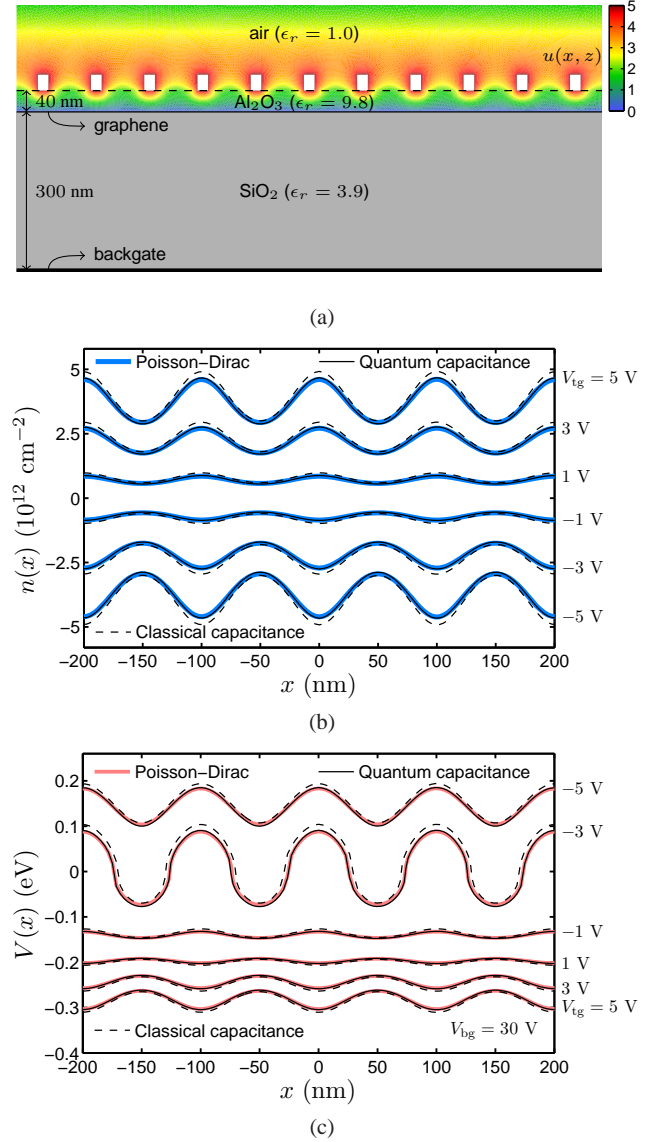 air (ϵr = 1.0)
u(x, z)
5
4
3
2
1
0
40 nm
Al2O3 (ϵr = 9.8)
graphene
300 nm
SiO2 (ϵr = 3.9)
backgate
(a)
Poisson−Dirac
Quantum capacitance
Vtg = 5 V
3 V
1 V
−1 V
−3 V
−5 V
5
2.5
0
−2.5
−5
n(x) (10^12 cm^−2)
Classical capacitance
−200 −150 −100 −50 0 50 100 150 200
x (nm)
(b)
Poisson−Dirac
Quantum capacitance
−5 V
−3 V
−1 V
1 V
3 V
Vtg = 5 V
0.2
0.1
0
−0.1
−0.2
−0.3
−0.4
V(x) (eV)
Classical capacitance
Vbg = 30 V
−200 −150 −100 −50 0 50 100 150 200
x (nm)
(c)